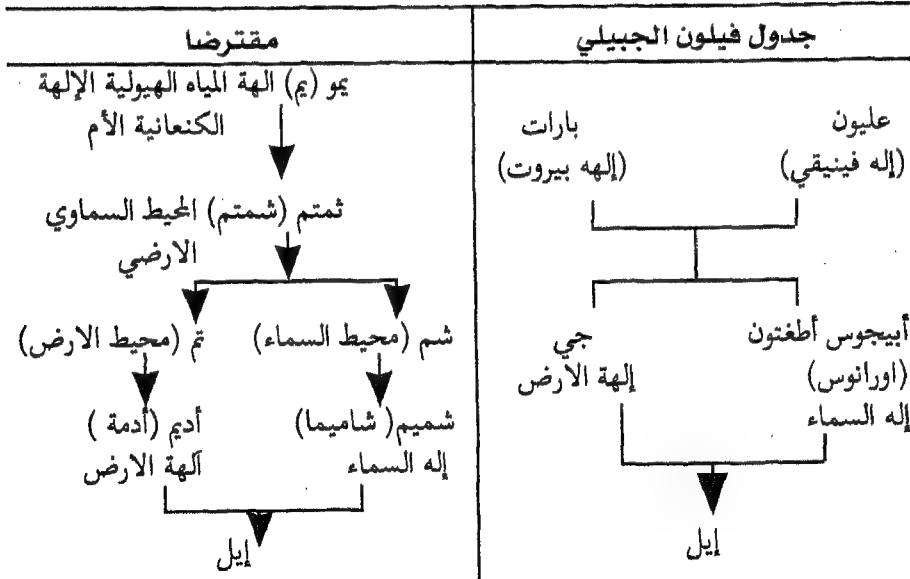 جدول فيلون الجبيلي
عليون
(إله فينيقي)
بارات
(إلهه بيروت)
أبيجوس أطغتون
(اورانوس)
إله السماء
جي
إلهة الارض
إيل
مقترضا
يمو (يم) الهة المياه الهيولية الإلهة
الكنعانية الأم
ثمتم (شمتم) المحيط السماوي
الارضي
شم (محيط السماء)
تم (محيط الارض)
شميم( شاميما)
إله السماء
أديم (أدمة )
آلهة الارض
إيل